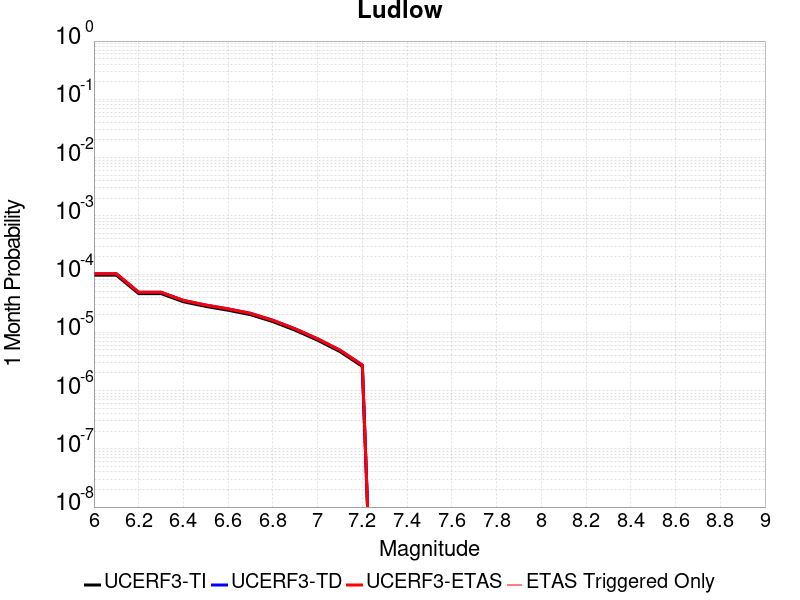 Ludlow
10^0
10^-1
10^-2
10^-3
10^-4
10^-5
10^-6
10^-7
10^-8
1 Month Probability
6 6.2 6.4 6.6 6.8 7 7.2 7.4 7.6 7.8 8 8.2 8.4 8.6 8.8 9
Magnitude
UCERF3-TI UCERF3-TD UCERF3-ETAS ETAS Triggered Only